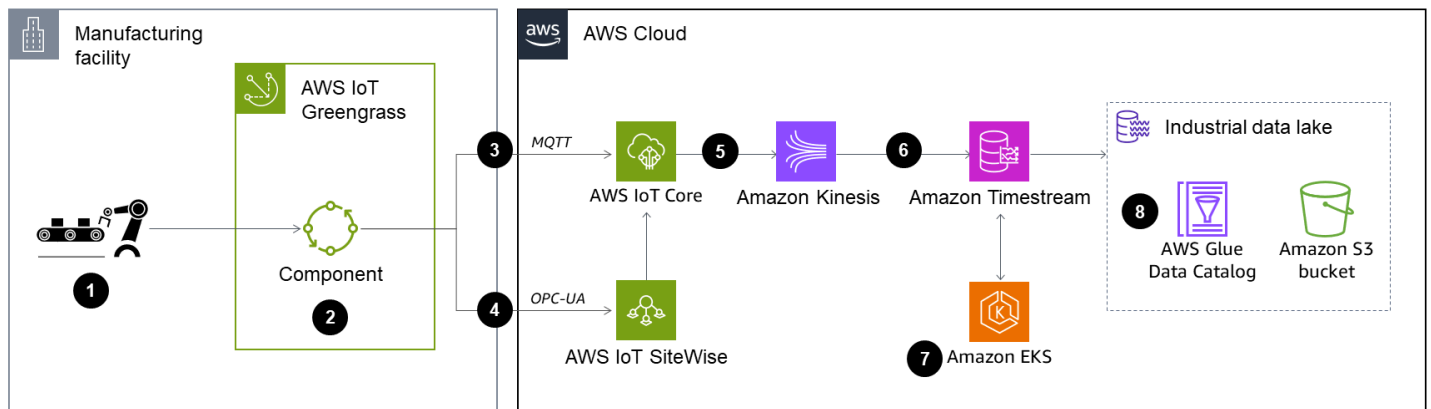 Manufacturing
facility
aws
AWS Cloud
AWS IoT
Greengrass
Industrial data lake
3
MQTT
5
6
AWS IoT Core
Amazon Kinesis
Amazon Timestream
8
AWS Glue
Data Catalog
Amazon S3
bucket
Component
1
2
4
OPC-UA
K
AWS IoT SiteWise
7
Amazon EKS